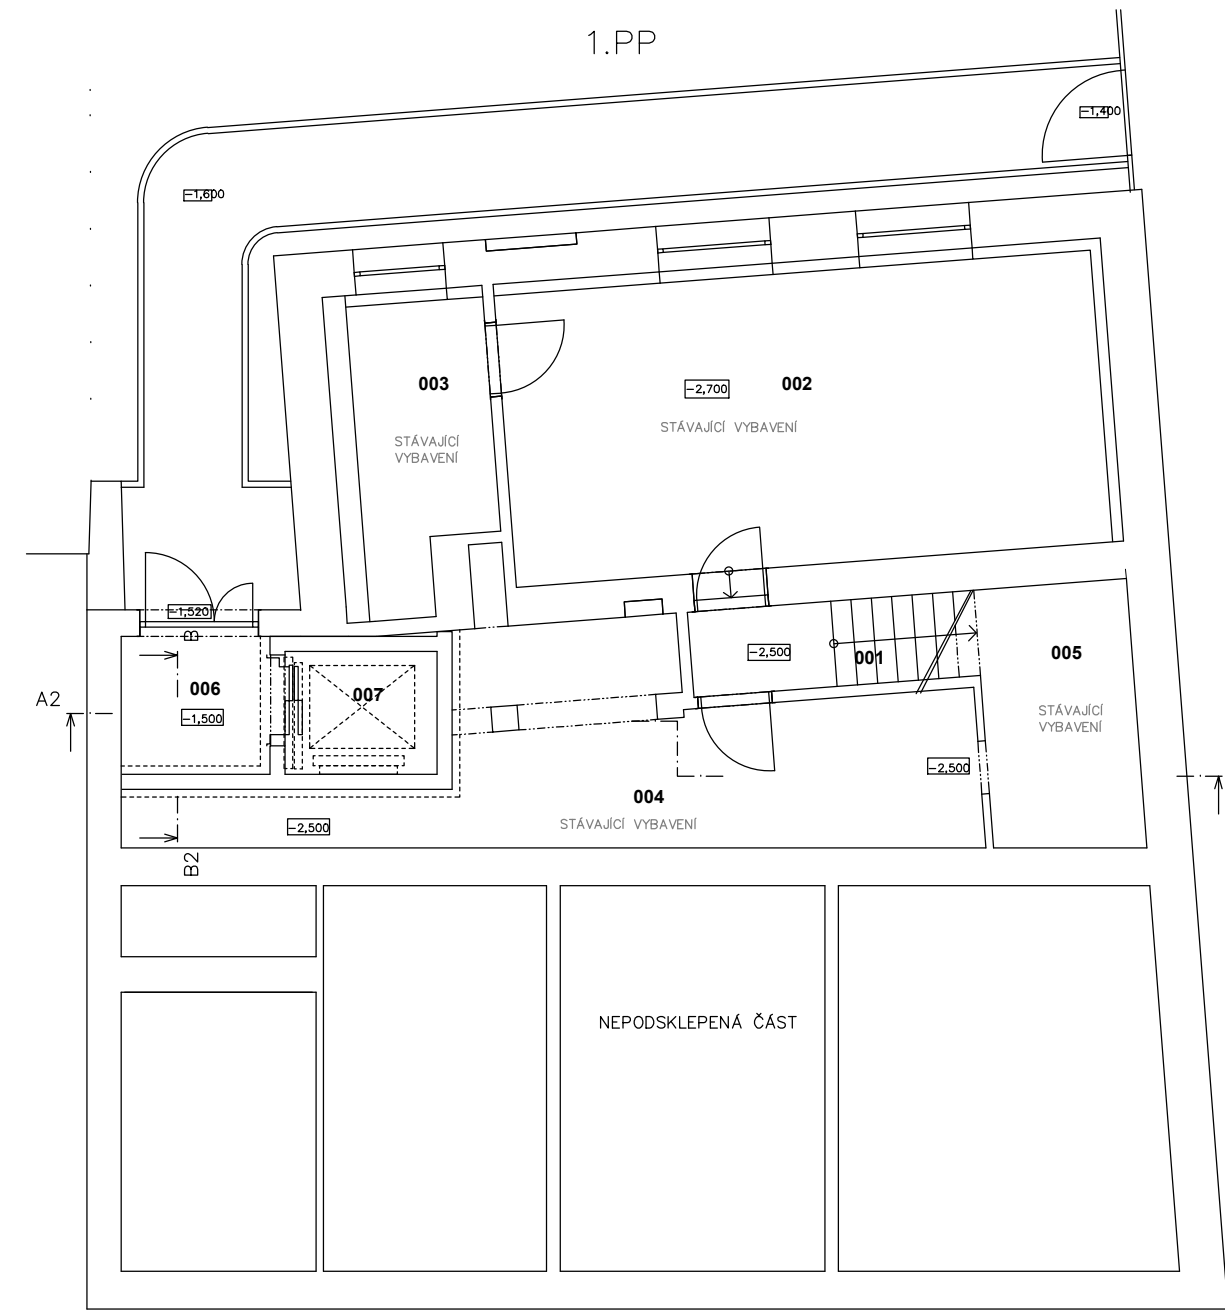 1.PP
-1,400
-1,600
003
-2,700
002
STÁVAJÍCÍ
VYBAVENÍ
STÁVAJÍCÍ VYBAVENÍ
-1,520
B
-2,500
001
005
006
007
A2
-1,500
STÁVAJÍCÍ
VYBAVENÍ
-2,500
004
STÁVAJÍCÍ VYBAVENÍ
-2,500
B2
NEPODSKLEPENÁ ČÁST